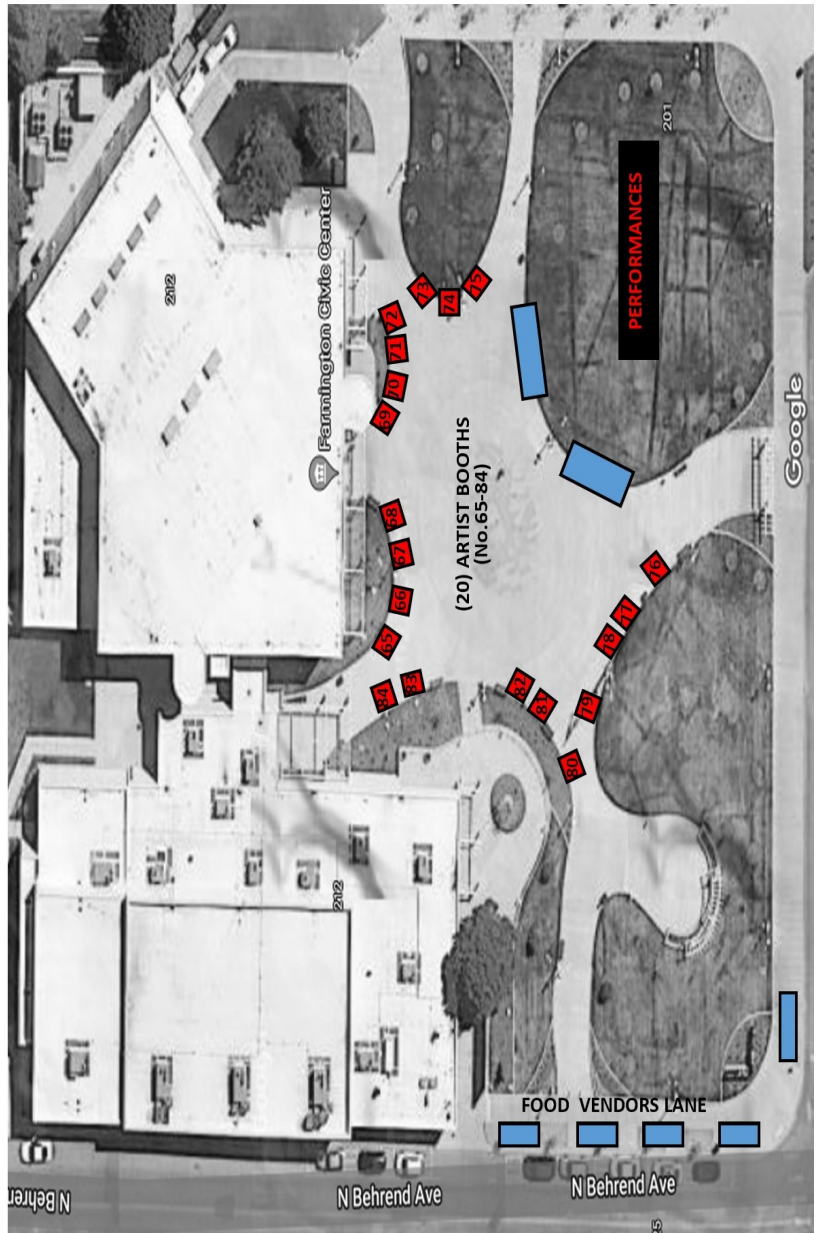 201
PERFORMANCES
212
Farmington Civic Center
73
74
75
72
71
70
69
Google
(20) ARTIST BOOTHS
(No.65-84)
68
67
66
65
76
77
78
79
80
81
82
83
84
212
FOOD VENDORS LANE
N Behren
N Behrend Ave
N Behrend Ave